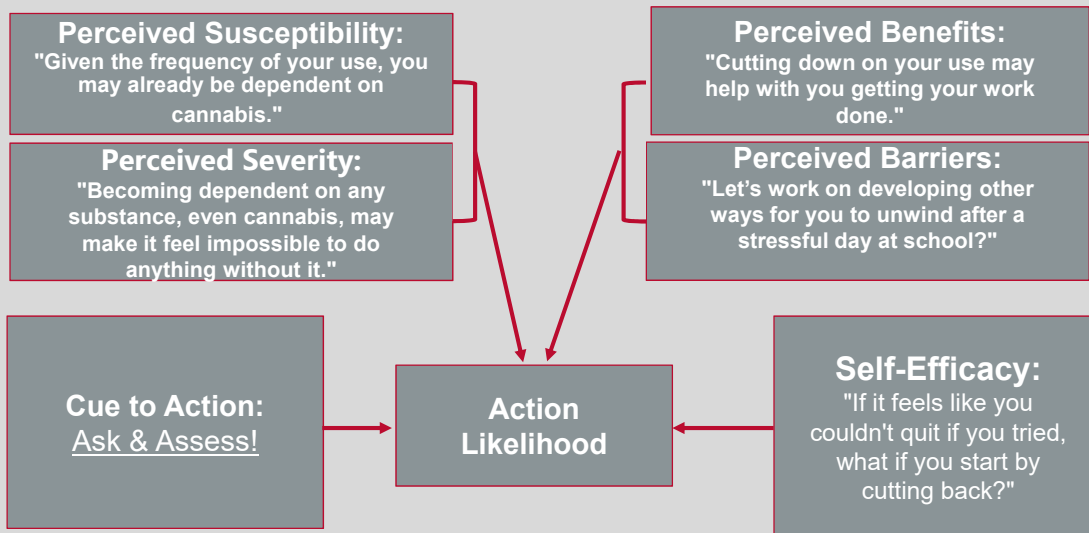 Perceived Susceptibility:
"Given the frequency of your use, you
may already be dependent on
cannabis."
Perceived Severity:
"Becoming dependent on any
substance, even cannabis, may
make it feel impossible to do
anything without it."
Perceived Benefits:
"Cutting down on your use may
help with you getting your work
done."
Perceived Barriers:
"Let’s work on developing other
ways for you to unwind after a
stressful day at school?"
Cue to Action:
Ask & Assess!
Action
Likelihood
Self-Efficacy:
"If it feels like you
couldn't quit if you tried,
what if you start by
cutting back?"